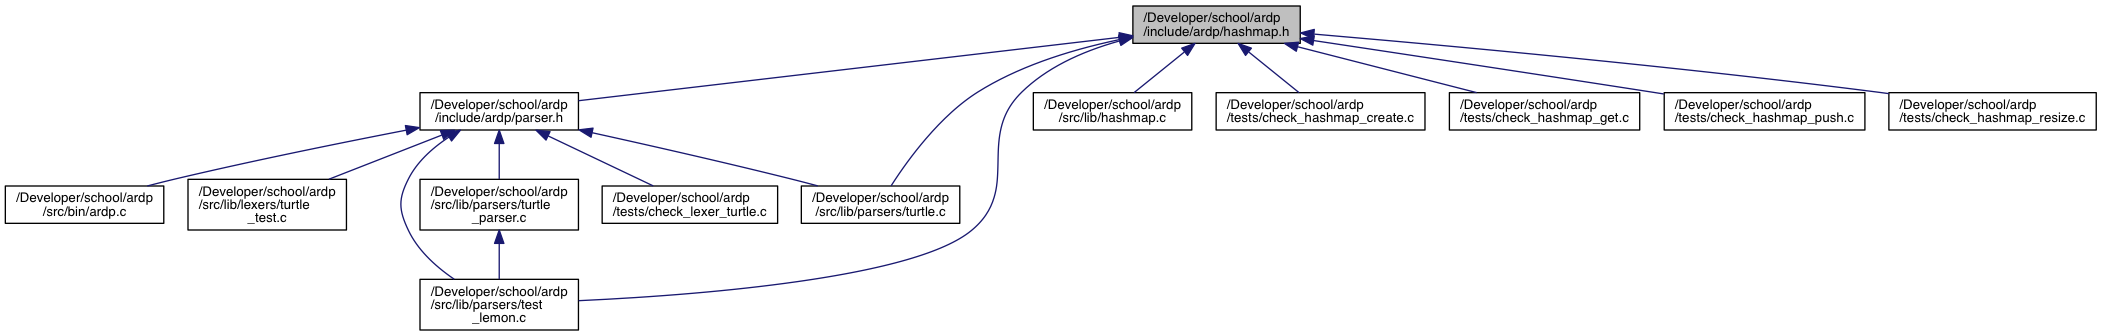 /Developer/school/ardp
/include/ardp/hashmap.h
/Developer/school/ardp
/include/ardp/parser.h
/Developer/school/ardp
/src/lib/hashmap.c
/Developer/school/ardp
/tests/check_hashmap_create.c
/Developer/school/ardp
/tests/check_hashmap_get.c
/Developer/school/ardp
/tests/check_hashmap_push.c
/Developer/school/ardp
/tests/check_hashmap_resize.c
/Developer/school/ardp
/src/bin/ardp.c
/Developer/school/ardp
/src/lib/lexers/turtle
_test.c
/Developer/school/ardp
/src/lib/parsers/turtle
_parser.c
/Developer/school/ardp
/tests/check_lexer_turtle.c
/Developer/school/ardp
/src/lib/parsers/turtle.c
/Developer/school/ardp
/src/lib/parsers/test
_lemon.c